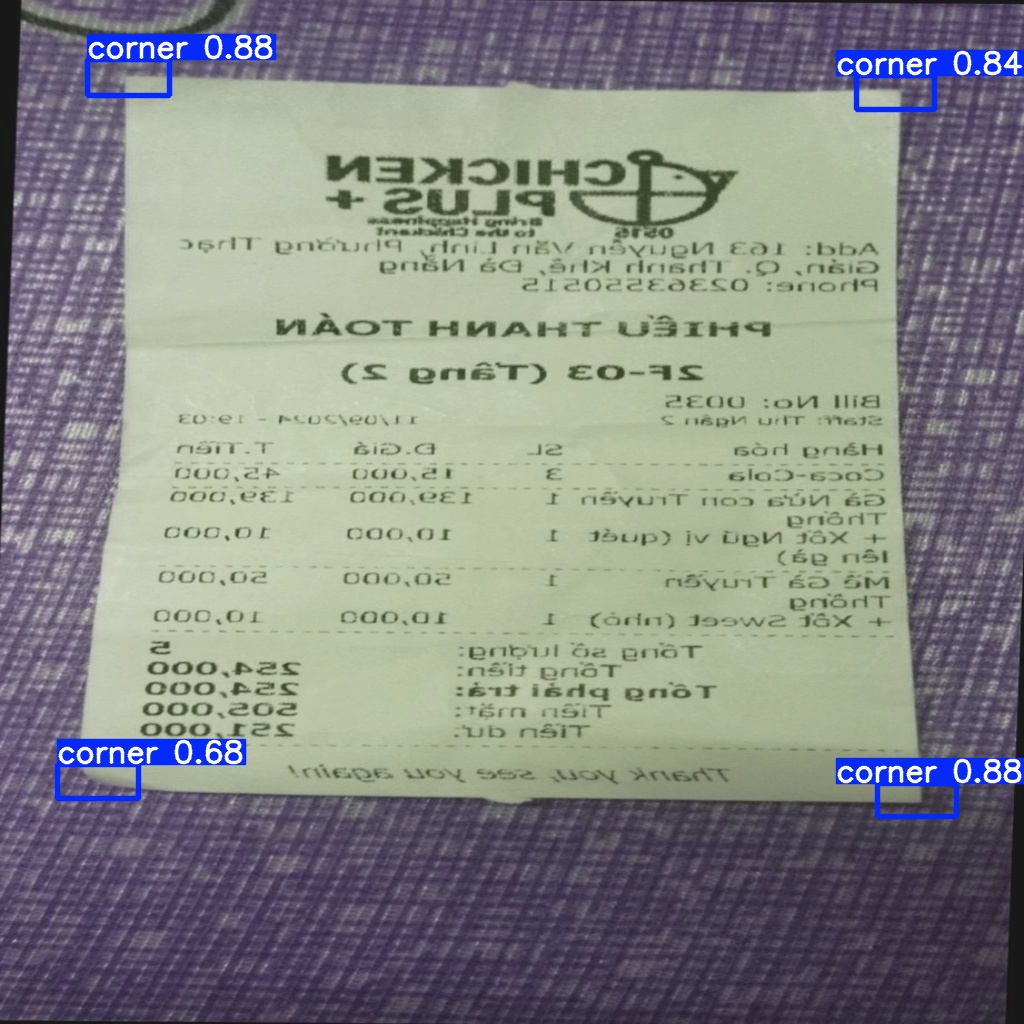 corner 0.88
corner 0.84
CHICKEN
PLUS+
Bring Happiness
to the Chickent
0515
Add: 163 Nguyễn Văn Linh, Phường Thạc
Gián, Q. Thanh Khê, Đà Nẵng
Phone: 02363550515
PHIẾU THANH TOÁN
2F-03 (Tầng 2)
Bill No: 0035
Staff: Thu Ngân 2 11/09/2024 - 19:03
Hàng hóa SL Đ.Giá T.Tiền
Coca-Cola 3 15,000 45,000
Gà Nửa con Truyền 1 139,000 139,000
Thống
+ Xốt Ngũ vị (quét) 1 10,000 10,000
lên gà)
Mề Gà Truyền 1 50,000 50,000
Thống
+ Xốt Sweet (nhỏ) 1 10,000 10,000
Tổng số lượng: 5
Tổng tiền: 254,000
Tổng phải trả: 254,000
Tiền mặt: 505,000
Tiền dư: 251,000
Thank you, see you again!
corner 0.68
corner 0.88